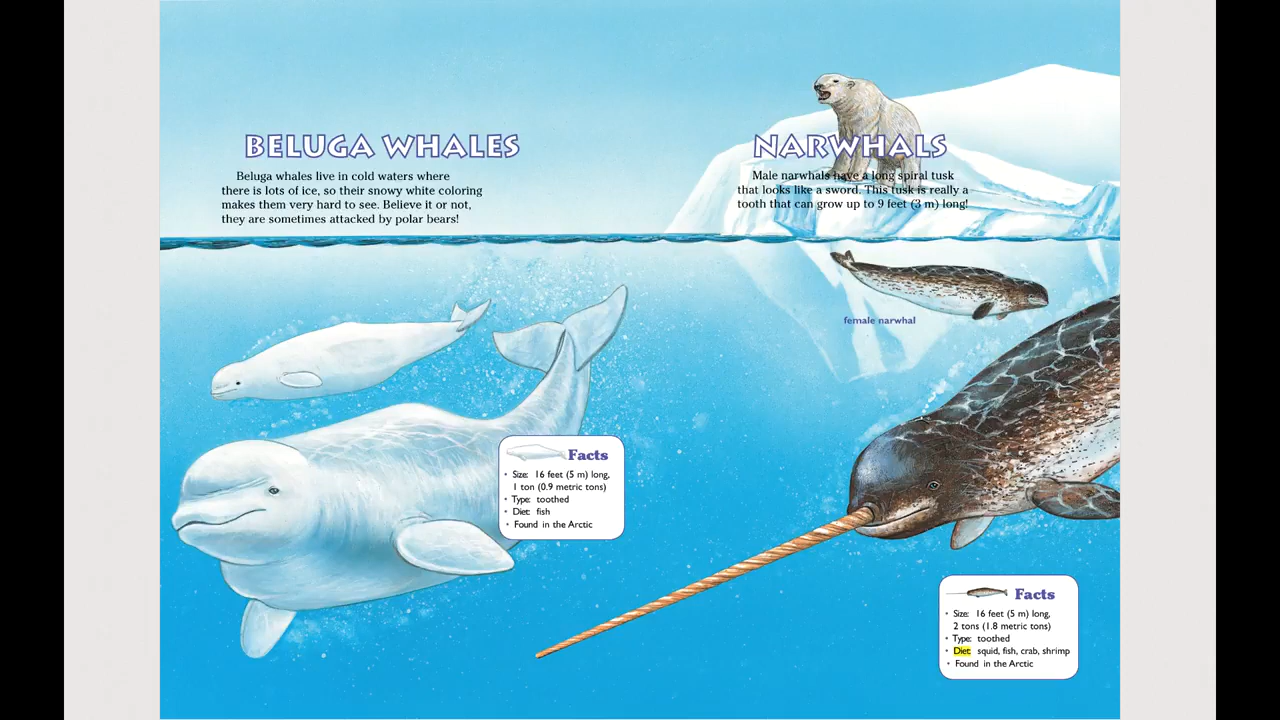 BELUGA WHALES
Beluga whales live in cold waters where
there is lots of ice, so their snowy white coloring
makes them very hard to see. Believe it or not,
they are sometimes attacked by polar bears!
Facts
• Size: 16 feet (5 m) long,
1 ton (0.9 metric tons)
• Type: toothed
• Diet: fish
• Found in the Arctic
NARWHALS
Male narwhals have a long spiral tusk
that looks like a sword. This tusk is really a
tooth that can grow up to 9 feet (3 m) long!
female narwhal
Facts
• Size: 16 feet (5 m) long,
2 tons (1.8 metric tons)
• Type: toothed
• Diet: squid, fish, crab, shrimp
• Found in the Arctic